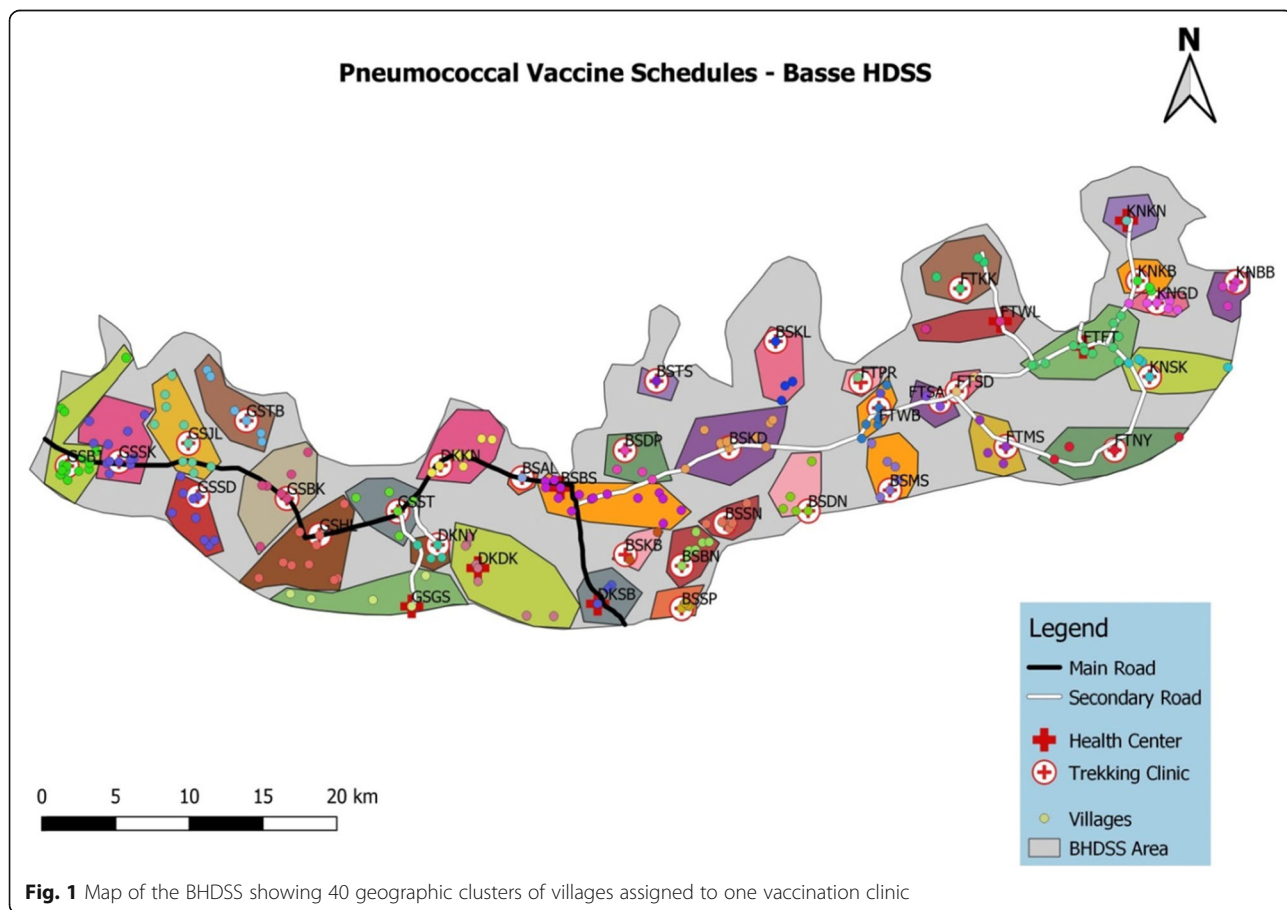 Pneumococcal Vaccine Schedules - Basse HDSS
N
KNKN
KNKB
KNBB
KNGD
FTKK
FTWL
FTFT
BSKL
KNSK
BSTS
FTPR
FTSD
FTSA
FTWB
GSTB
GSJL
BSDP
BSKD
FTMS
FTNY
GSBT
GSSK
DKKN
BSAL
BSBS
GSSD
GSBK
BSMS
GSST
BSDN
BSSN
GSHL
DKNY
BSKB
BSBN
DKDK
GSGS
DKSB
BSSP
Legend
Main Road
Secondary Road
Health Center
Trekking Clinic
Villages
BHDSS Area
0 5 10 15 20 km
Fig. 1 Map of the BHDSS showing 40 geographic clusters of villages assigned to one vaccination clinic